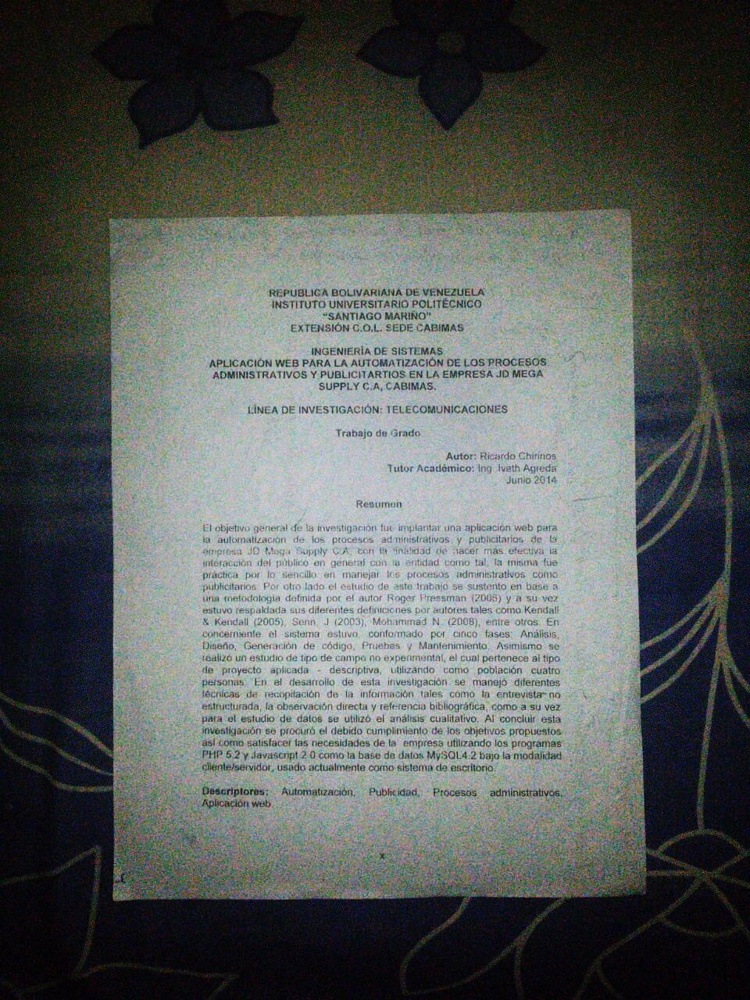 REPUBLICA BOLIVARIANA DE VENEZUELA
INSTITUTO UNIVERSITARIO POLITÉCNICO
“SANTIAGO MARIÑO”
EXTENSIÓN C.O.L. SEDE CABIMAS
INGENIERÍA DE SISTEMAS
APLICACIÓN WEB PARA LA AUTOMATIZACIÓN DE LOS PROCESOS
ADMINISTRATIVOS Y PUBLICITARTIOS EN LA EMPRESA JD MEGA
SUPPLY C.A, CABIMAS.
LÍNEA DE INVESTIGACIÓN: TELECOMUNICACIONES
Trabajo de Grado
Autor: Ricardo Chirinos
Tutor Académico: Ing. Iveth Agreda
Junio 2014
Resumen
El objetivo general de la investigación fue implantar una aplicación web para
la automatización de los procesos administrativos y publicitarios de la
empresa JD Mega Supply C.A, con la finalidad de hacer más efectiva la
interacción del público en general con la entidad como tal, la misma fue
práctica por lo sencillo en manejar los procesos administrativos como
publicitarios. Por otro lado el estudio de este trabajo se sustento en base a
una metodología definida por el autor Roger Pressman (2005) y a su vez
estuvo respaldada sus diferentes definiciones por autores tales como Kendall
& Kendall (2005), Senn, J (2003), Mohammad N. (2008), entre otros. En
concerniente el sistema estuvo, conformado por cinco fases: Análisis,
Diseño, Generación de código, Pruebas y Mantenimiento. Asimismo se
realizo un estudio de tipo de campo no experimental, el cual pertenece al tipo
de proyecto aplicada - descriptiva, utilizando como población cuatro
personas. En el desarrollo de esta investigación se manejó diferentes
técnicas de recopilación de la información tales como la entrevista no
estructurada, la observación directa y referencia bibliográfica, como a su vez
para el estudio de datos se utilizó el análisis cualitativo. Al concluir esta
investigación se procuró el debido cumplimiento de los objetivos propuestos
así como satisfacer las necesidades de la empresa utilizando los programas
PHP 5.2 y Javascript 2.0 como la base de datos MySQL4.2 bajo la modalidad
cliente/servidor, usado actualmente como sistema de escritorio.
Descriptores: Automatización, Publicidad, Procesos administrativos,
Aplicación web.
x